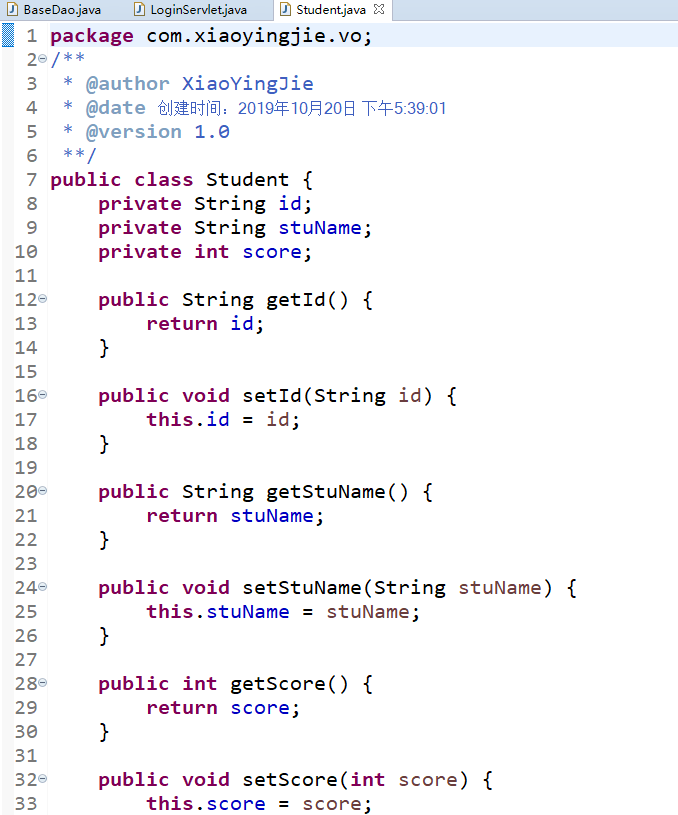 BaseDao.java LoginServlet.java Student.java
1 package com.xiaoyingjie.vo;
2 /**
3 * @author XiaoYingJie
4 * @date 创建时间：2019年10月20日 下午5:39:01
5 * @version 1.0
6 **/
7 public class Student {
8 private String id;
9 private String stuName;
10 private int score;
11
12 public String getId() {
13 return id;
14 }
15
16 public void setId(String id) {
17 this.id = id;
18 }
19
20 public String getStuName() {
21 return stuName;
22 }
23
24 public void setStuName(String stuName) {
25 this.stuName = stuName;
26 }
27
28 public int getScore() {
29 return score;
30 }
31
32 public void setScore(int score) {
33 this.score = score;